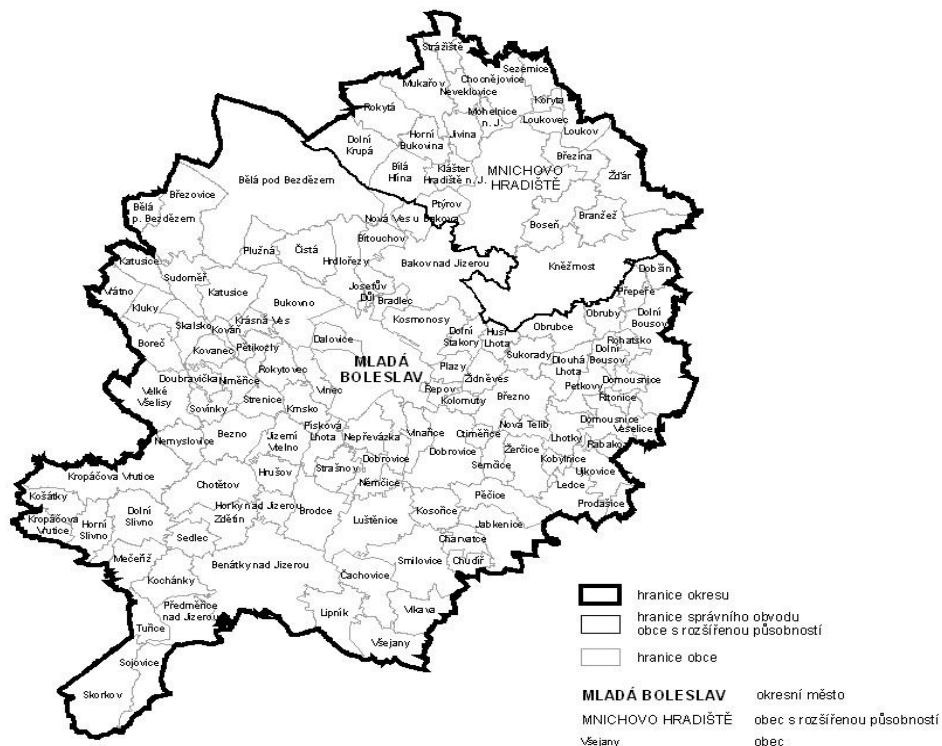 Strážiště
Sezemice
Chocnějovice
Mukařov
Neveklovice
Koryta
Rokytá
Mohelnice
n. J.
Loukovec
Loukov
Horní
Bukovina
Jivina
Dolní
Krupá
Březina
Bílá
Hlína
Klášter
Hradiště n. J.
MNICHOVO
HRADIŠTĚ
Žďár
Bělá pod Bezdězem
Březovice
Bělá
p. Bezdězem
Ptýrov
Branžež
Nová Ves u Bakova
Boseň
Bítouchov
Plužná
Čistá
Hrdlořezy
Bakov nad Jizerou
Kněžmost
Dobšín
Katusice
Sudoměř
Josefův
Důl
Přepeře
Vrátno
Katusice
Bukovno
Bradlec
Kluky
Kosmonosy
Obruby
Dolní
Bousov
Skalsko
Kováň
Krásná Ves
Dolní
Stakory
Husí
Lhota
Obrubce
Boreč
Kovanec
Pětikozly
Dalovice
Sukorady
Rohatsko
Dolní
Bousov
MLADÁ
BOLESLAV
Plazy
Dlouhá
Lhota
Doubravička
Niměřice
Rokytovec
Židněves
Petkovy
Domousnice
Velké
Všelisy
Vinec
Řepov
Kolomuty
Březno
Ritonice
Strenice
Sovínky
Krnsko
Domousnice
Veselice
Nemyslovice
Bezno
Jizerní
Vtelno
Písková
Lhota
Nepřevázka
Vinařice
Ctiměřice
Nová Telib
Lhotky
Rabakov
Dobrovice
Dobrovice
Žerčice
Kobylnice
Kropáčova Vrutice
Chotětov
Hrušov
Strašnov
Semčice
Ujkovice
Němčice
Ledce
Košátky
Pěčice
Prodašice
Kropáčova
Vrutice
Horní
Slivno
Dolní
Slivno
Horky nad Jizerou
Zdětín
Brodce
Luštěnice
Kosořice
Jabkenice
Sedlec
Charvatce
Mečeříž
Benátky nad Jizerou
Smilovice
Chudíř
Kochánky
Čachovice
Předměřice
nad Jizerou
Lipník
Vlkava
Tuřice
Všejany
Sojovice
Skorkov
hranice okresu
hranice správního obvodu
obce s rozšířenou působností
hranice obce
MLADÁ BOLESLAV okresní město
MNICHOVO HRADIŠTĚ obec s rozšířenou působností
Všejany obec